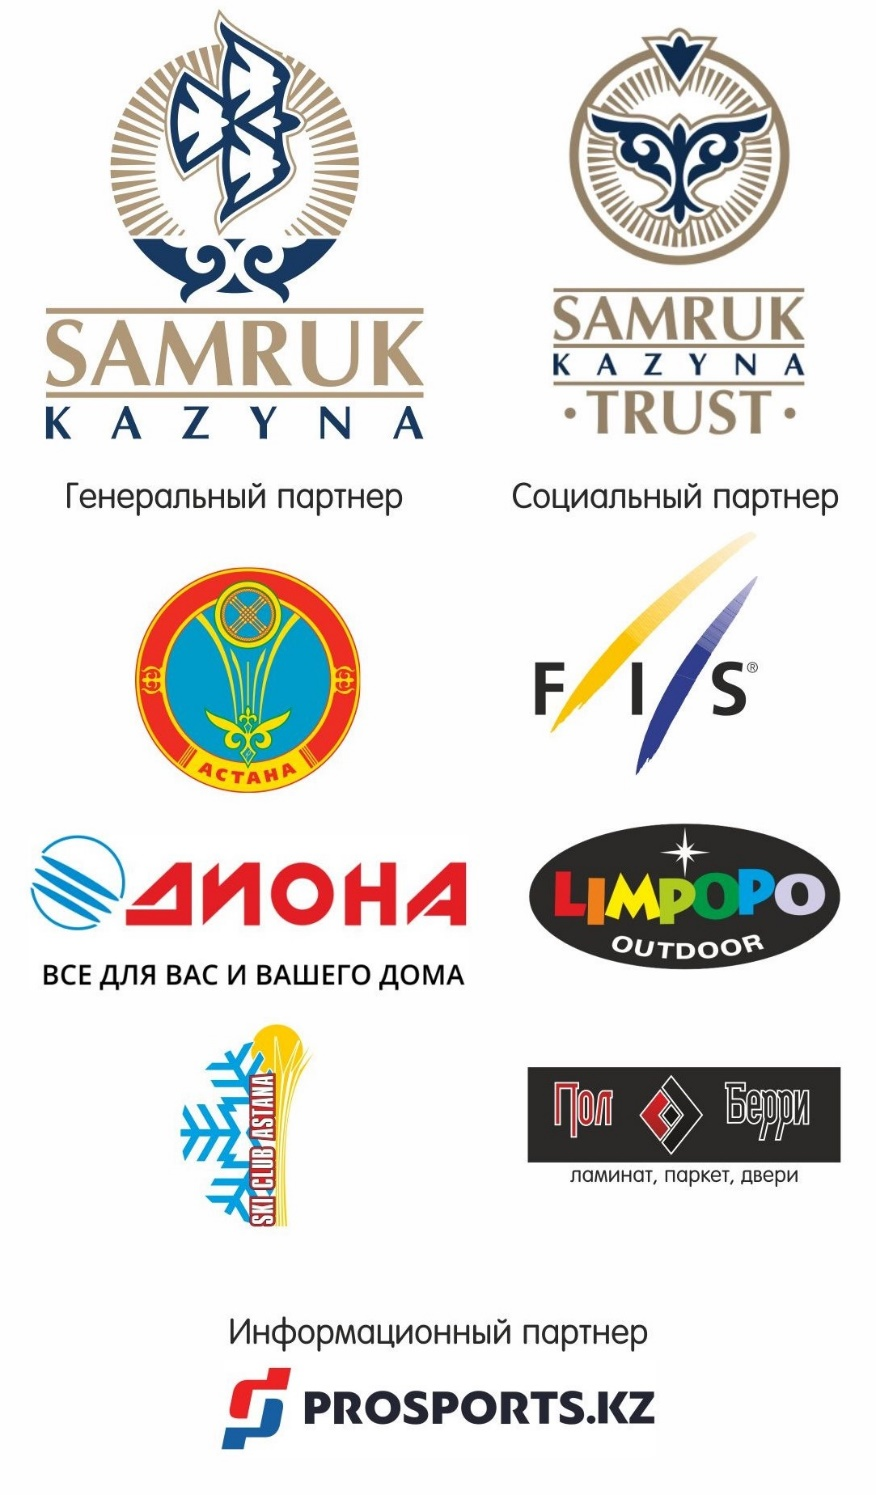 SAMRUK
KAZYNA
SAMRUK
KAZYNA
·TRUST·
Генеральный партнер
Социальный партнер
АСТАНА
FIS®
ДИОНА
ВСЕ ДЛЯ ВАС И ВАШЕГО ДОМА
LIMPOPO
OUTDOOR
SKI CLUB ASTANA
Пол Берри
ламинат, паркет, двери
Информационный партнер
PROSPORTS.KZ